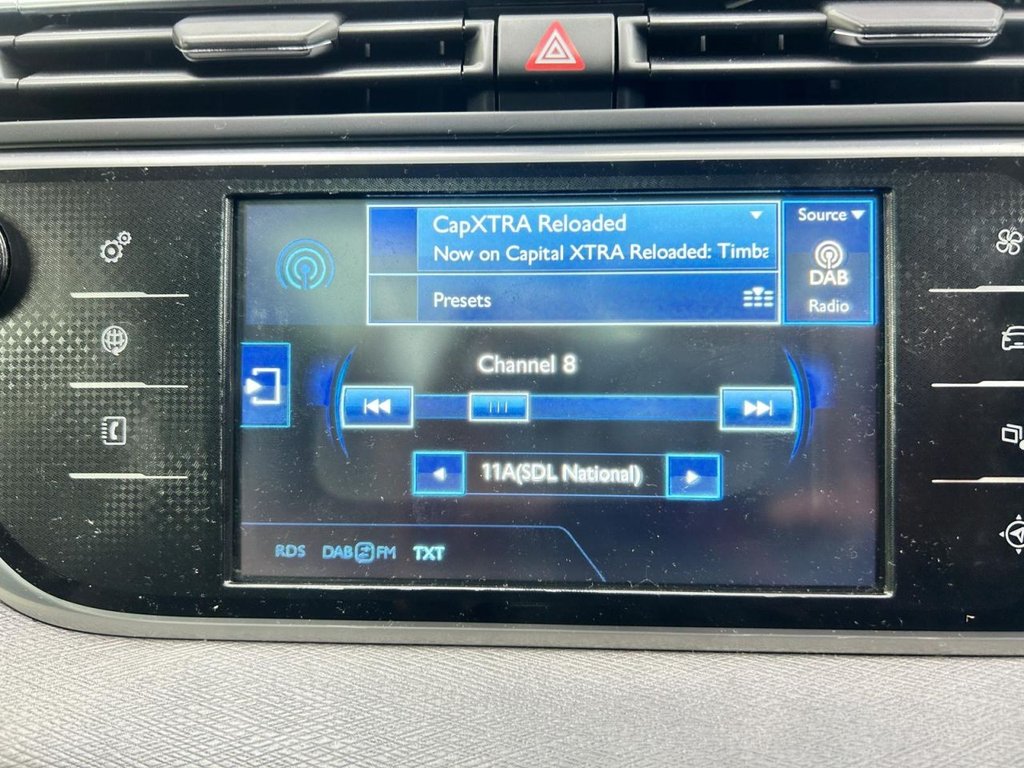 CapXTRA Reloaded
Now on Capital XTRA Reloaded: Timba
Source
DAB
Radio
Presets
Channel 8
11A(SDL National)
RDS DAB FM TXT